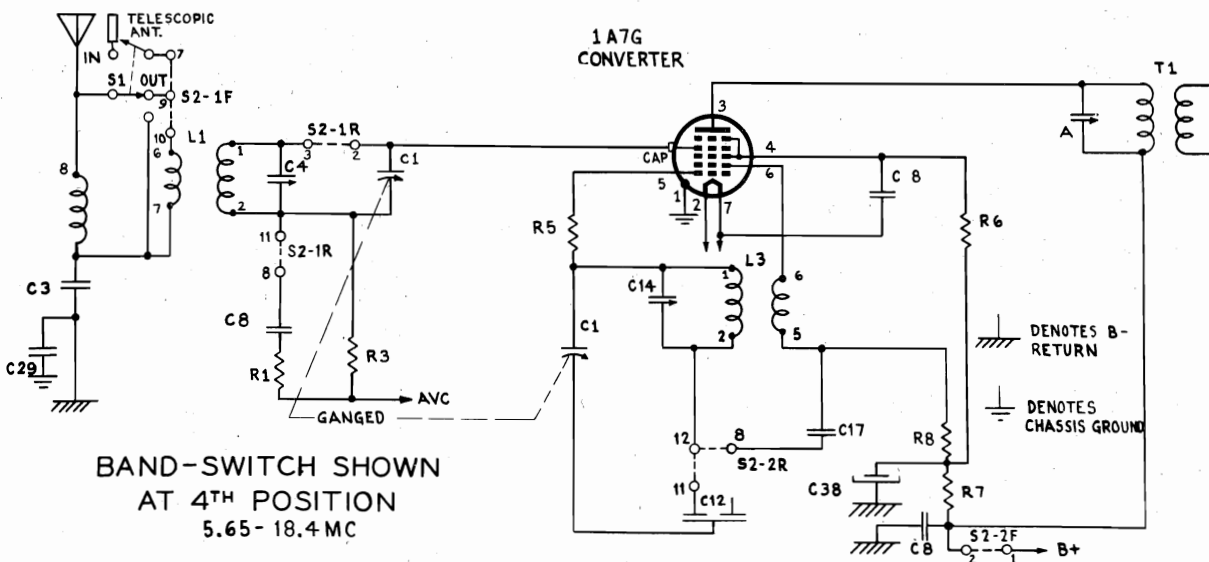 TELESCOPIC
ANT.
IN
7
S1
OUT
9
S2-1F
10
L1
6
7
8
C3
C29
1
2
C4
S2-1R
3
2
C1
11
S2-1R
8
C8
R1
R3
AVC
GANGED
1A7G
CONVERTER
CAP
3
4
6
5
1
2
7
C 8
R5
R6
L3
1
2
C14
6
5
C1
12
8
S2-2R
11
C12
C17
R8
C38
R7
C8
S2-2F
2
1
B+
A
T1
DENOTES B-
RETURN
DENOTES
CHASSIS GROUND
BAND-SWITCH SHOWN
AT 4TH POSITION
5.65-18.4 MC